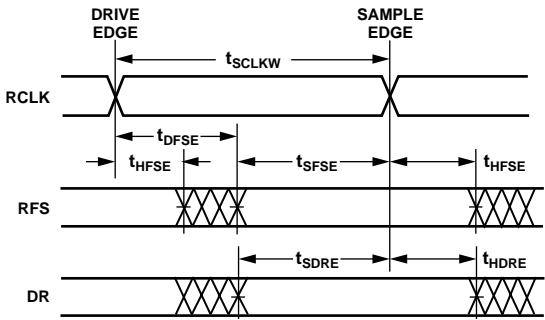 DRIVE EDGE
SAMPLE EDGE
tSCLKW
RCLK
tDFSE
tHFSE
tSFSE
tHFSE
RFS
tSDRE
tHDRE
DR